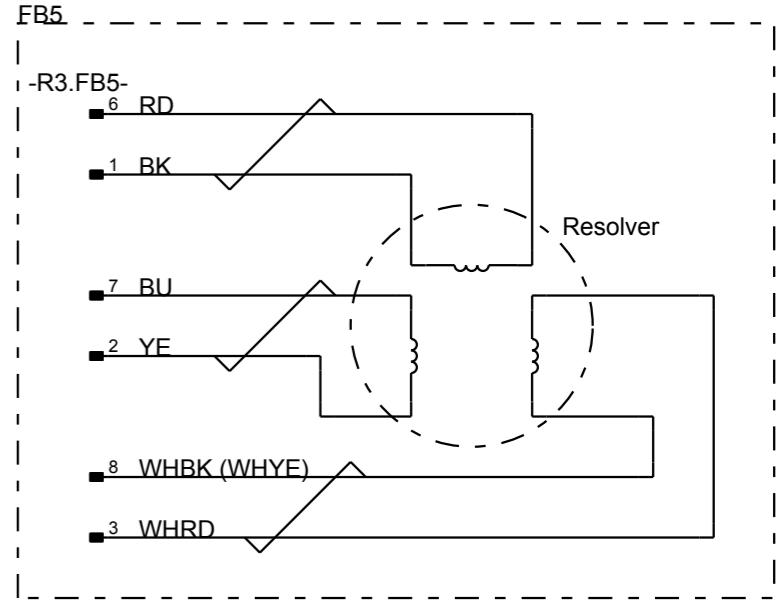 FB5
-R3.FB5-
6 RD
1 BK
Resolver
7 BU
2 YE
8 WHBK (WHYE)
3 WHRD